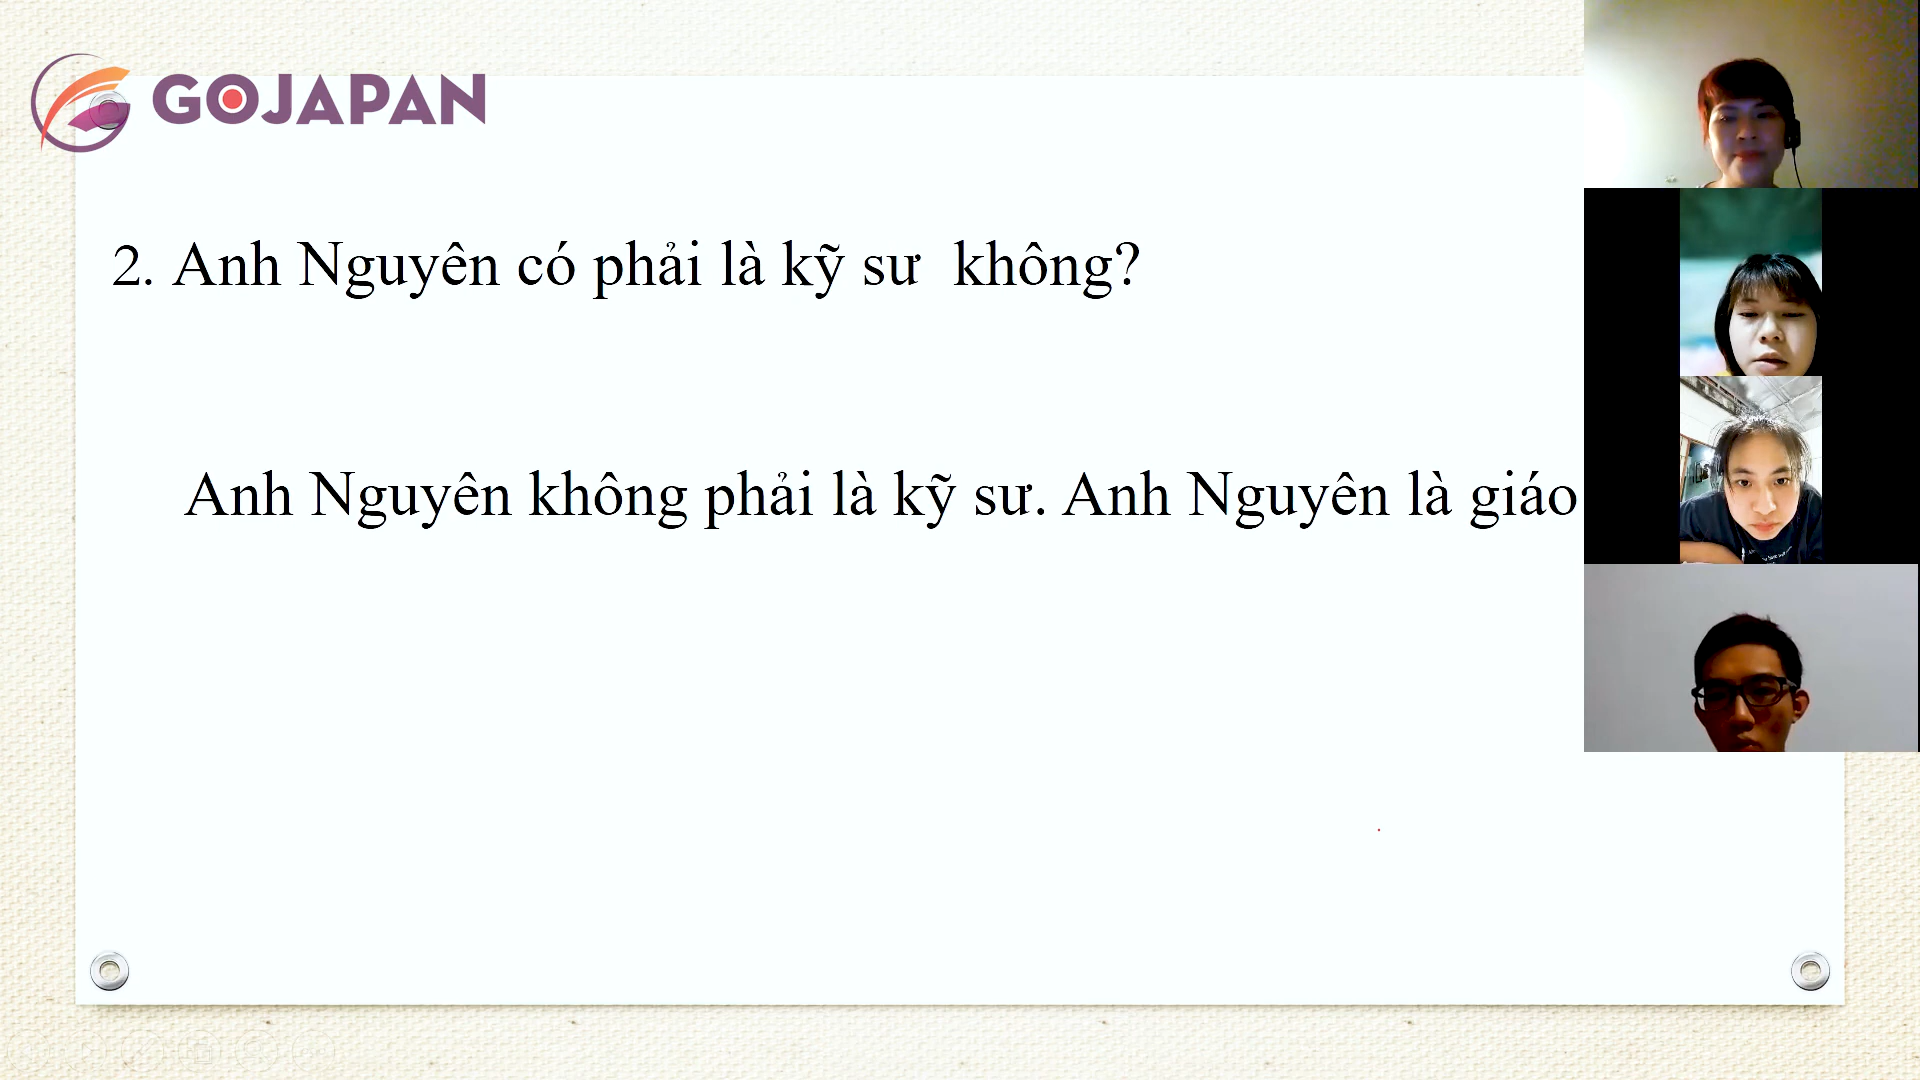 GOJAPAN
2. Anh Nguyên có phải là kỹ sư không?
Anh Nguyên không phải là kỹ sư. Anh Nguyên là giáo